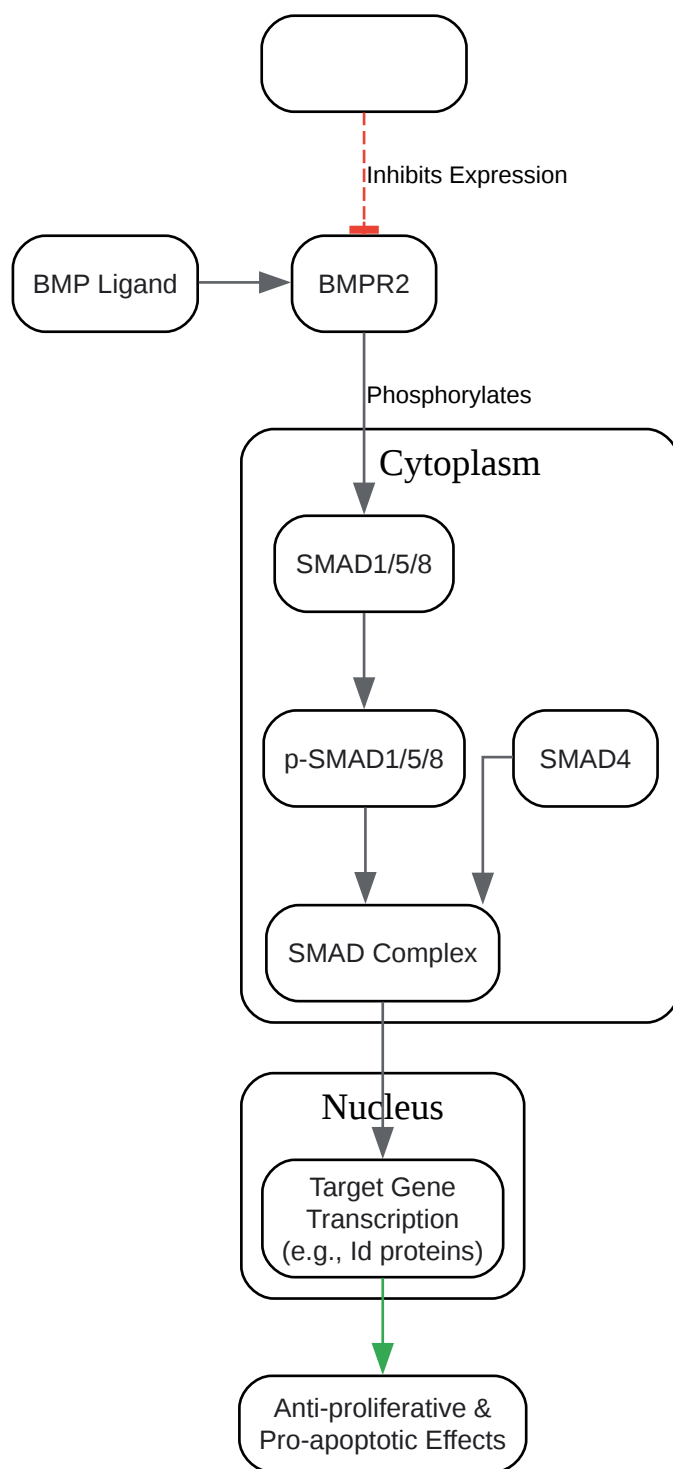 Inhibits Expression
BMP Ligand
BMPR2
Phosphorylates
Cytoplasm
SMAD1/5/8
p-SMAD1/5/8
SMAD4
SMAD Complex
Nucleus
Target Gene
Transcription
(e.g., Id proteins)
Anti-proliferative &
Pro-apoptotic Effects